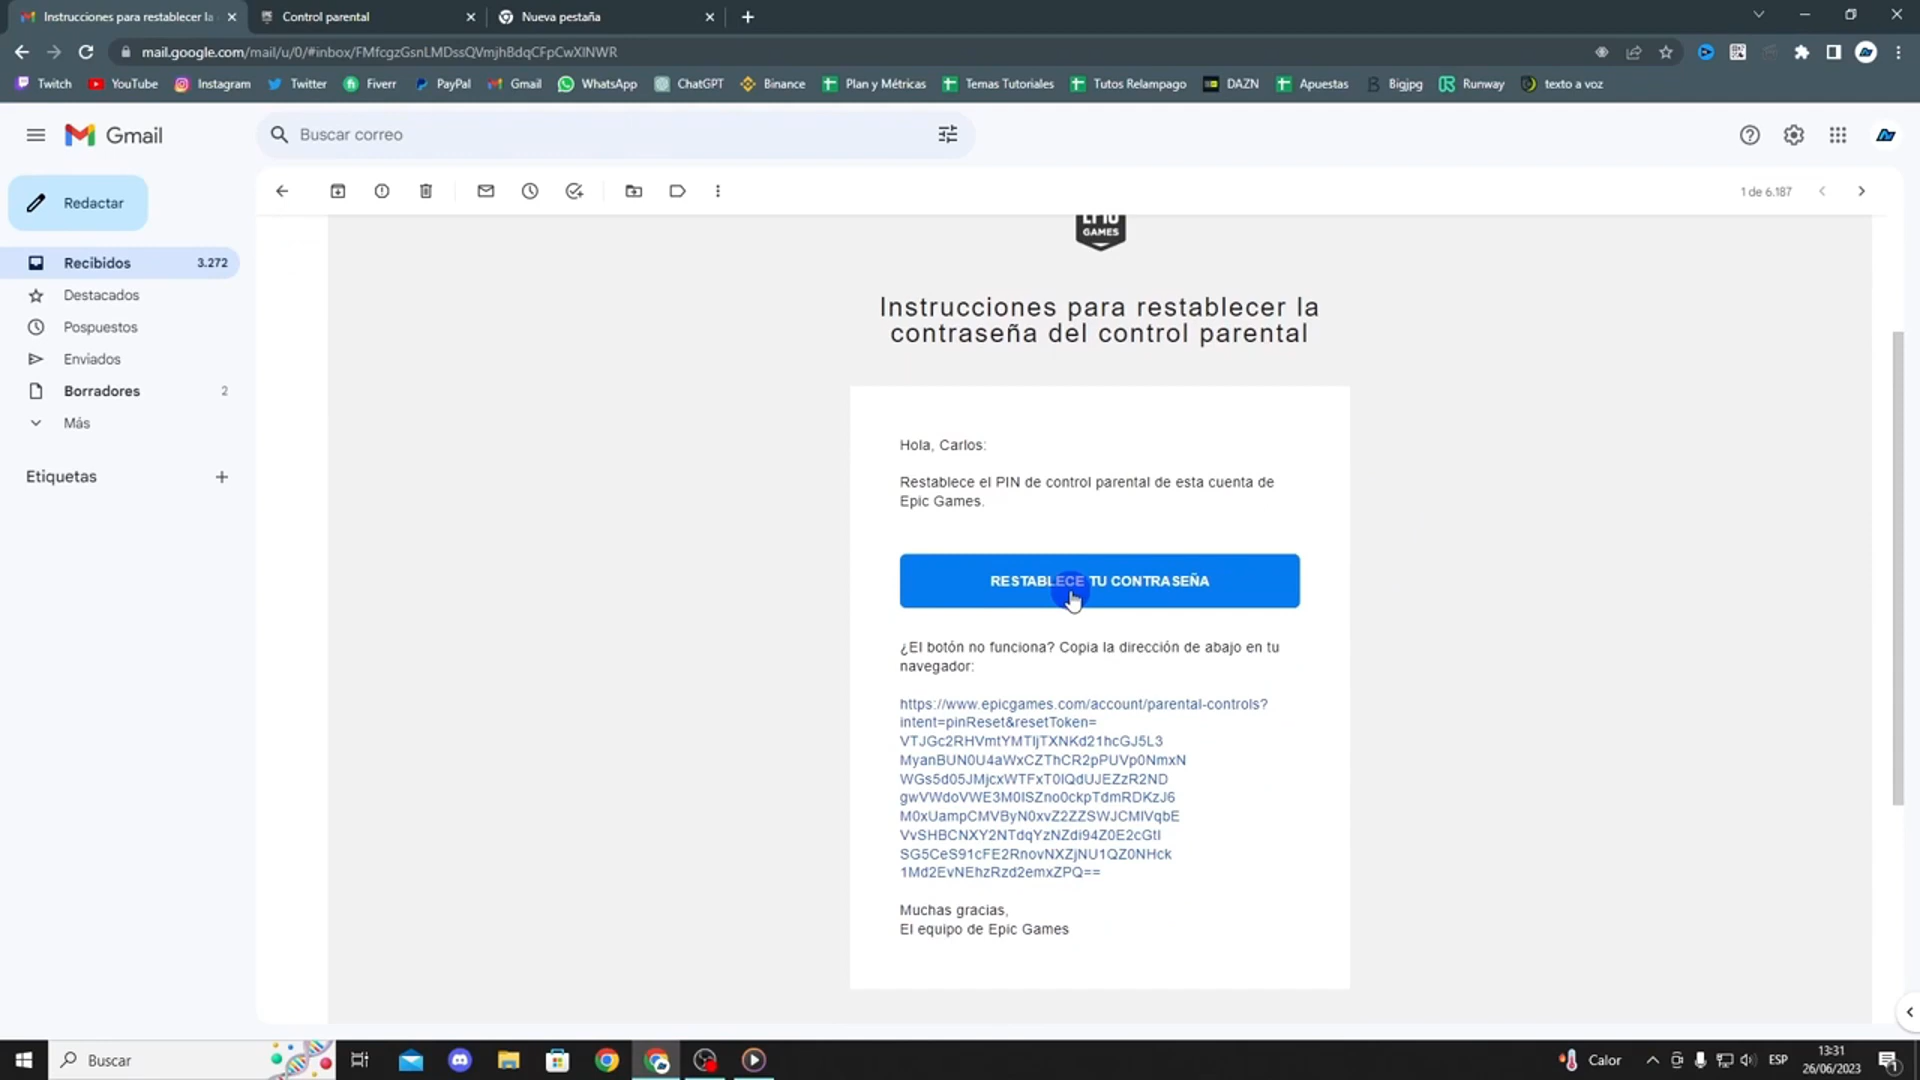 Instrucciones para restablecer la
Control parental
Nueva pestaña
mail.google.com/mail/u/0/#inbox/FMfcgzGsnLMDssQVmjhBdqCFpCwXlNWR
Twitch
YouTube
Instagram
Twitter
Fiverr
PayPal
Gmail
WhatsApp
ChatGPT
Binance
Plan y Métricas
Temas Tutoriales
Tutos Relampago
DAZN
Apuestas
Bigjpg
Runway
texto a voz
Gmail
Buscar correo
Redactar
1 de 6.187
Recibidos 3.272
Destacados
Pospuestos
Enviados
Borradores 2
Más
Etiquetas
GAMES
Instrucciones para restablecer la
contraseña del control parental
Hola, Carlos:
Restablece el PIN de control parental de esta cuenta de
Epic Games.
RESTABLECE TU CONTRASEÑA
¿El botón no funciona? Copia la dirección de abajo en tu
navegador:
https://www.epicgames.com/account/parental-controls?
intent=pinReset&resetToken=
VTJGc2RHVmtYMTljTXNKd21hcGJ5L3
MyanBUN0U4aWxCZThCR2pPUVp0NmxN
WGs5d05JMjcxWTFxT0lQdUJEZzR2ND
gwVWdoVWE3M0lSZno0ckpTdmRDKzJ6
M0xUampCMVByN0xvZ2ZZSWJCMlVqbE
VvSHBCNXY2NTdqYzNZdi94Z0E2cGtl
SG5CeS91cFE2RnovNXZjNU1QZ0NHck
1Md2EvNEhzRzd2emxZPQ==
Muchas gracias,
El equipo de Epic Games
Buscar
Calor
ESP
13:31
26/06/2023
1